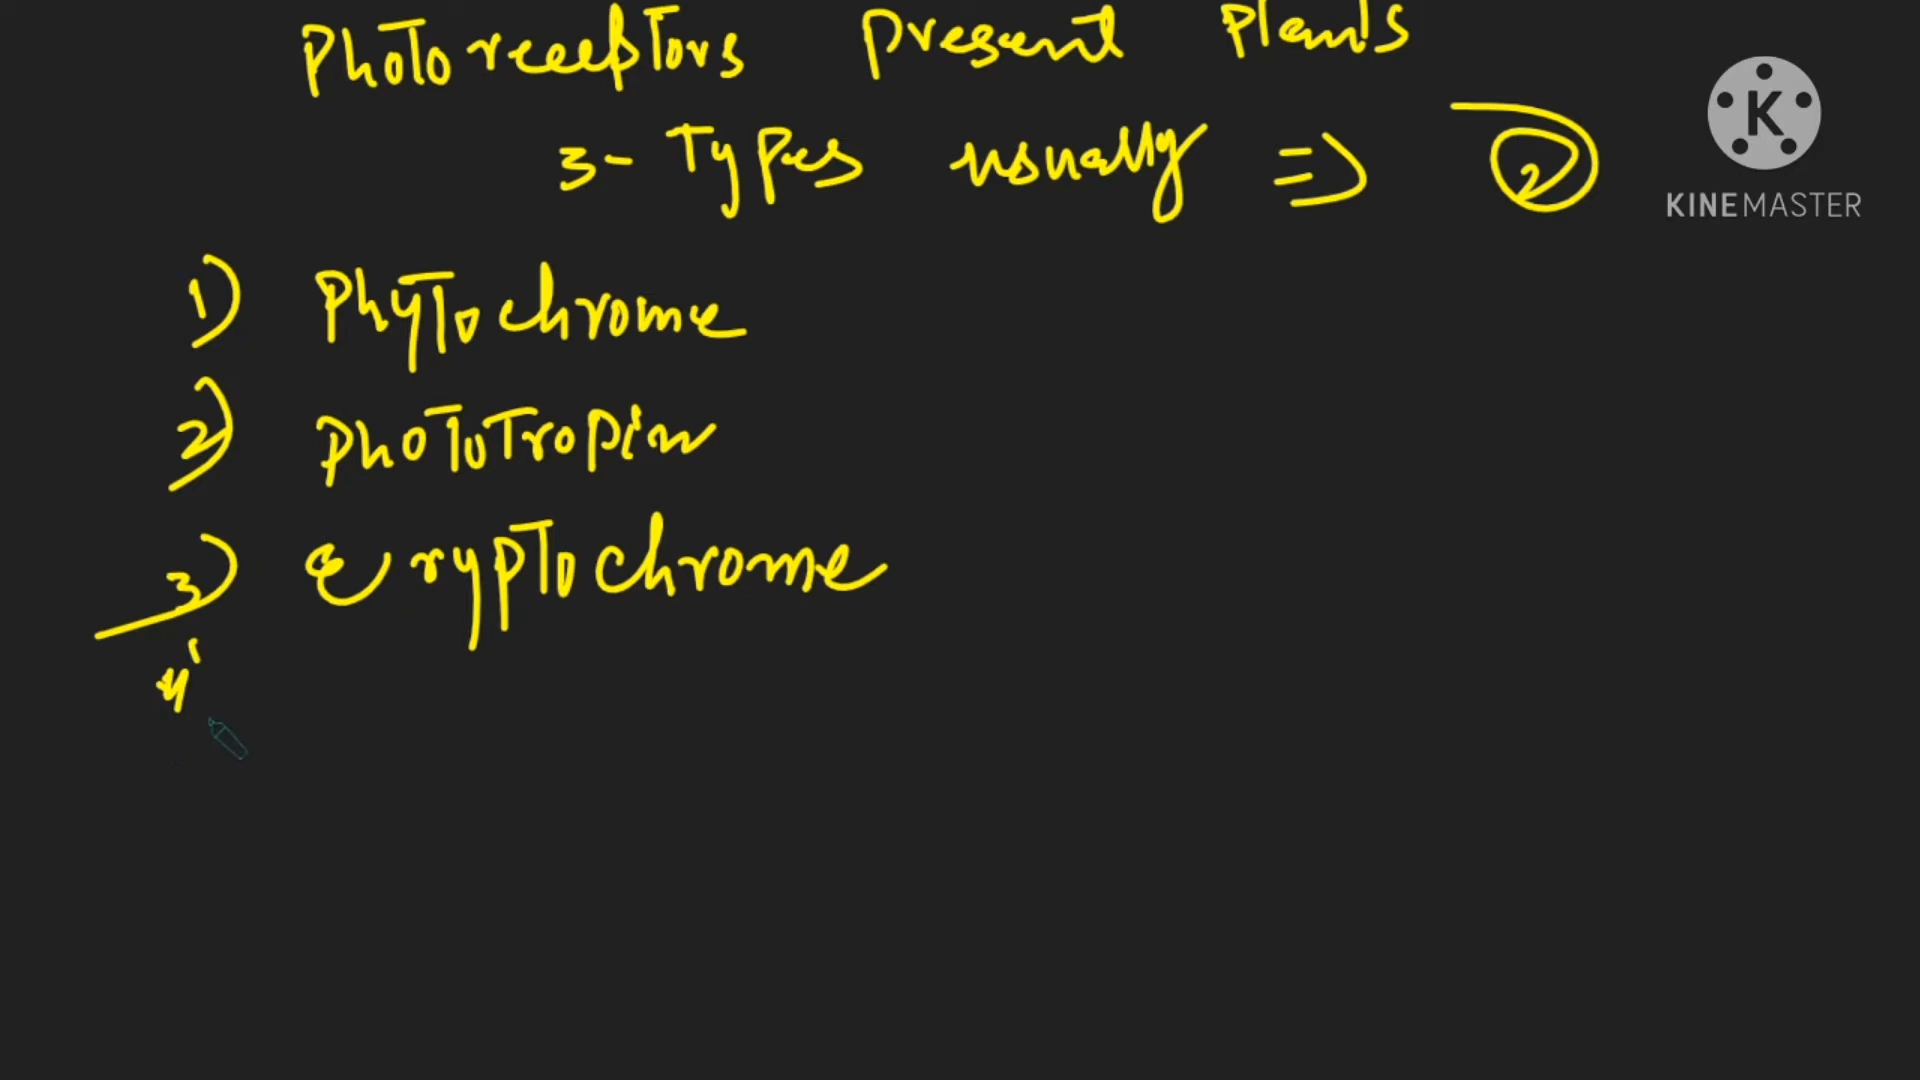 Photoreceptors present Plants
3- Types usually => 2
K
KINEMASTER
1) Phytochrome
2) Phototropin
3) Cryptochrome
4